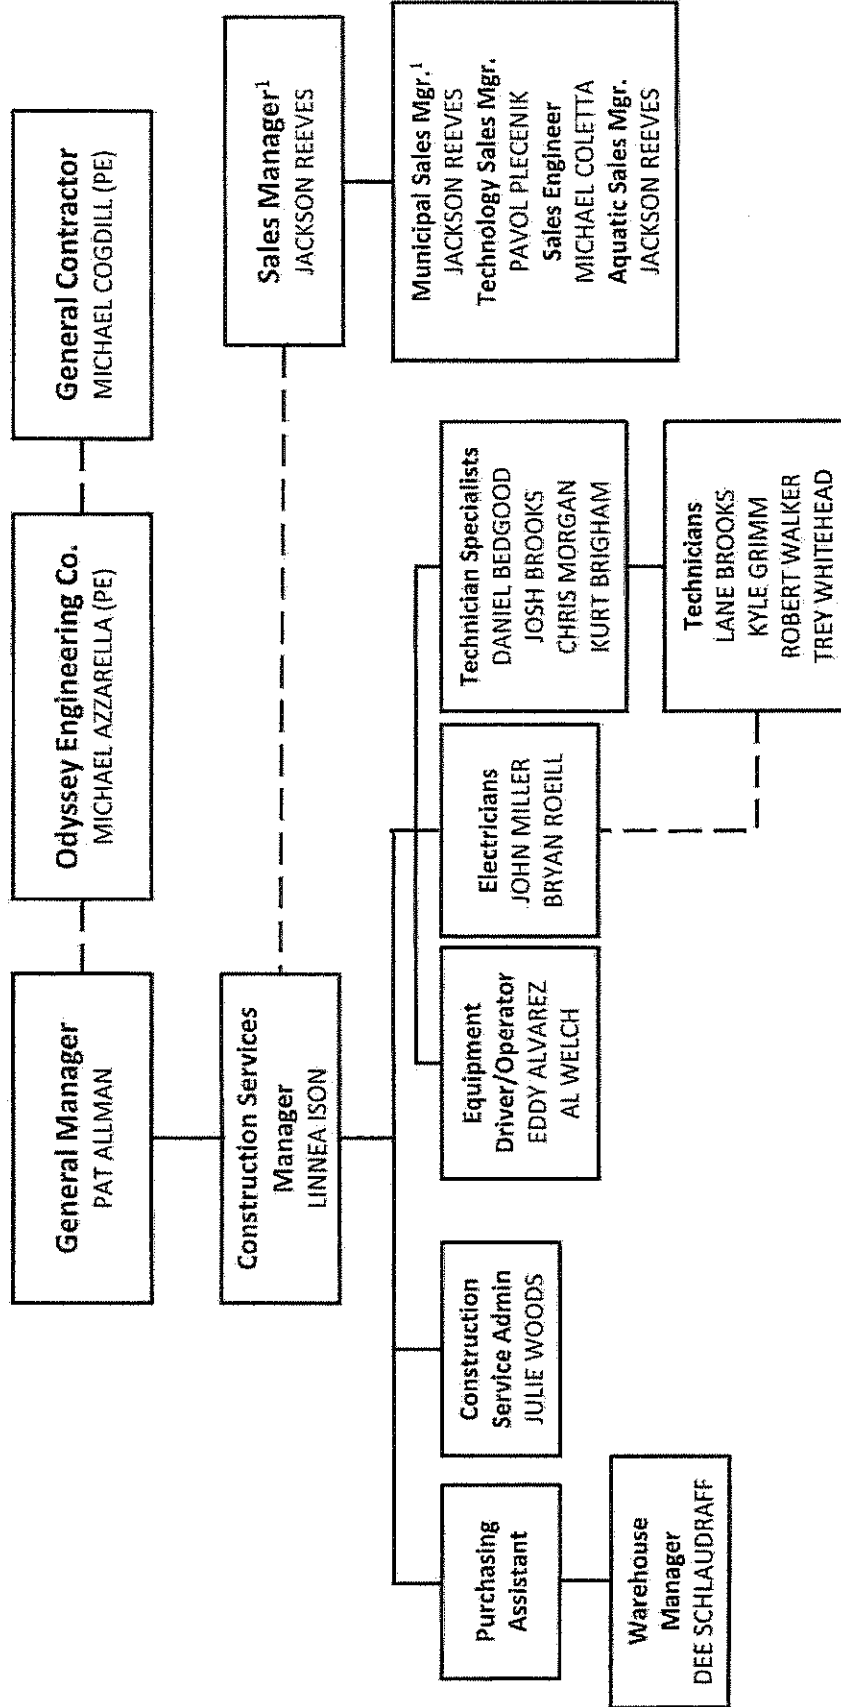 General Manager
PAT ALLMAN
Odyssey Engineering Co.
MICHAEL AZZARELLA (PE)
General Contractor
MICHAEL COGDILL (PE)
Construction Services
Manager
LINNEA ISON
Sales Manager¹
JACKSON REEVES
Purchasing
Assistant
Construction
Service Admin
JULIE WOODS
Equipment
Driver/Operator
EDDY ALVAREZ
AL WELCH
Electricians
JOHN MILLER
BRYAN ROEILL
Technician Specialists
DANIEL BEDGOOD
JOSH BROOKS
CHRIS MORGAN
KURT BRIGHAM
Municipal Sales Mgr.¹
JACKSON REEVES
Technology Sales Mgr.
PAVOL PLECENIK
Sales Engineer
MICHAEL COLETTA
Aquatic Sales Mgr.
JACKSON REEVES
Warehouse
Manager
DEE SCHLAUDRAFF
Technicians
LANE BROOKS
KYLE GRIMM
ROBERT WALKER
TREY WHITEHEAD